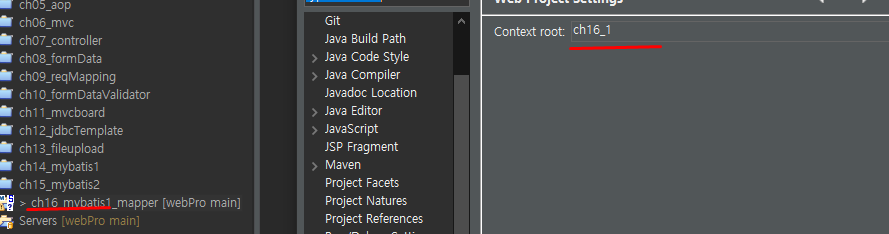 ch05_aop
ch06_mvc
ch07_controller
ch08_formData
ch09_reqMapping
ch10_formDataValidator
ch11_mvcboard
ch12_jdbcTemplate
ch13_fileupload
ch14_mybatis1
ch15_mybatis2
> ch16_mybatis1_mapper [webPro main]
Servers [webPro main]
Git
Java Build Path
Java Code Style
Java Compiler
Javadoc Location
Java Editor
JavaScript
JSP Fragment
Maven
Project Facets
Project Natures
Project References
Web Project Settings
Context root: ch16_1